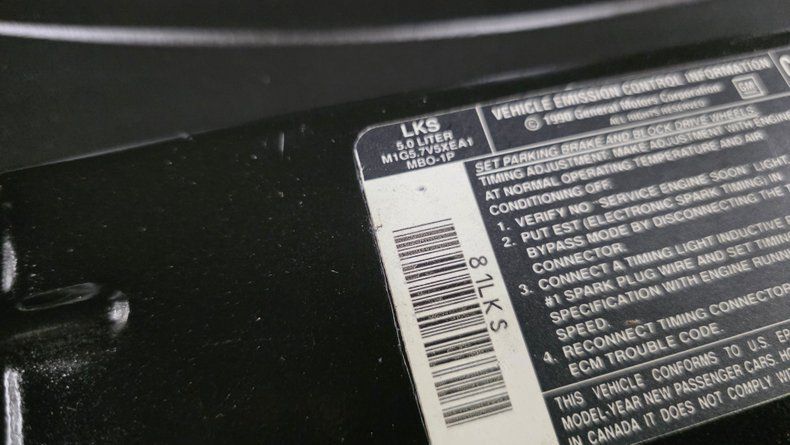 LKS
5.0 LITER
M1G5.7V5XEA1
MBO-1P
81LKS
VEHICLE EMISSION CONTROL INFORMATION
© 1990 General Motors Corporation
ALL RIGHTS RESERVED
GM
SET PARKING BRAKE AND BLOCK DRIVE WHEELS.
TIMING ADJUSTMENT. MAKE ADJUSTMENT WITH ENGINE
AT NORMAL OPERATING TEMPERATURE AND AIR
CONDITIONING OFF.
1. VERIFY NO "SERVICE ENGINE SOON" LIGHT
2. PUT EST (ELECTRONIC SPARK TIMING) IN
BYPASS MODE BY DISCONNECTING THE
CONNECTOR.
3. CONNECT A TIMING LIGHT INDUCTIVE
#1 SPARK PLUG WIRE AND SET TIMING
SPECIFICATION WITH ENGINE RUNN
SPEED.
4. RECONNECT TIMING CONNECTOR
ECM TROUBLE CODE.
THIS VEHICLE CONFORMS TO U.S. EP
MODEL-YEAR NEW PASSENGER CARS. HO
IN CANADA IT DOES NOT COMPLY WITH